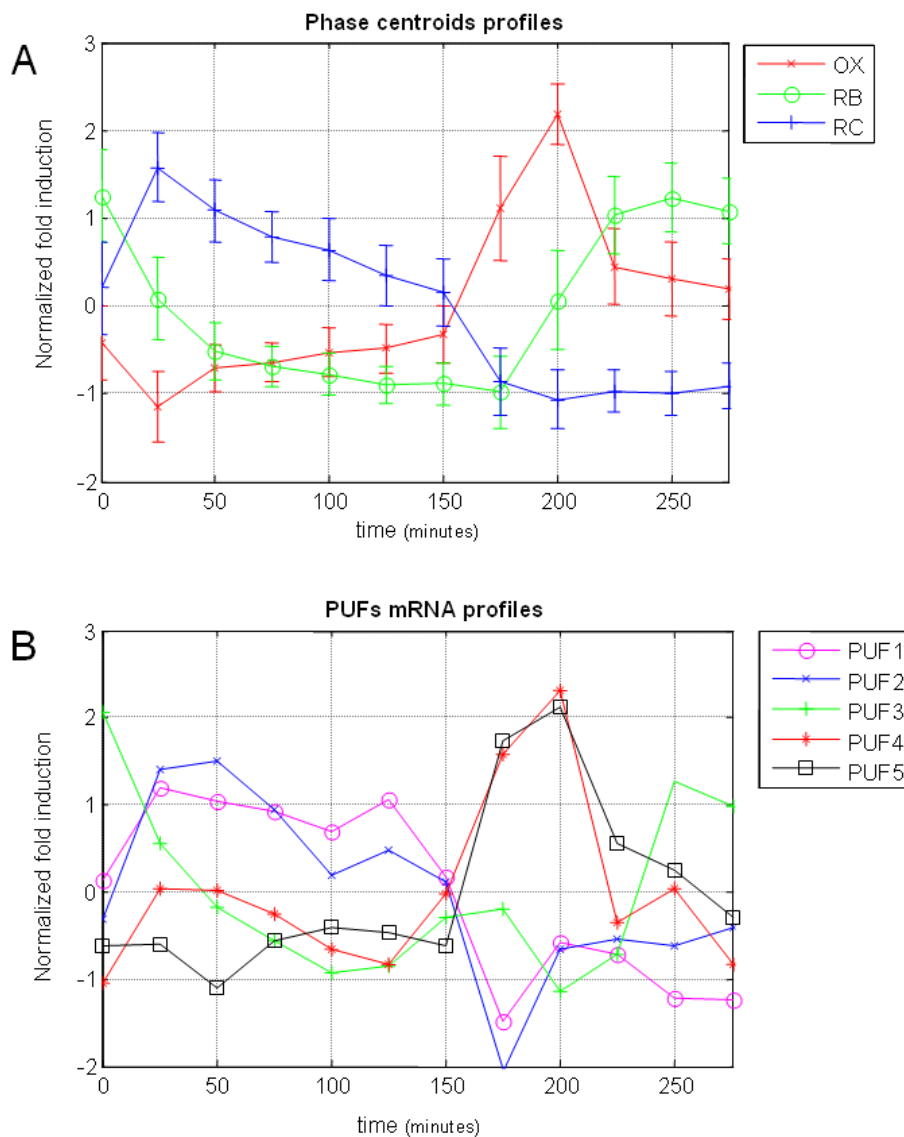 Phase centroids profiles
A
3
2
1
0
-1
-2
Normalized fold induction
0 50 100 150 200 250
time (minutes)
OX
RB
RC
PUFs mRNA profiles
B
3
2
1
0
-1
-2
Normalized fold induction
0 50 100 150 200 250
time (minutes)
PUF1
PUF2
PUF3
PUF4
PUF5